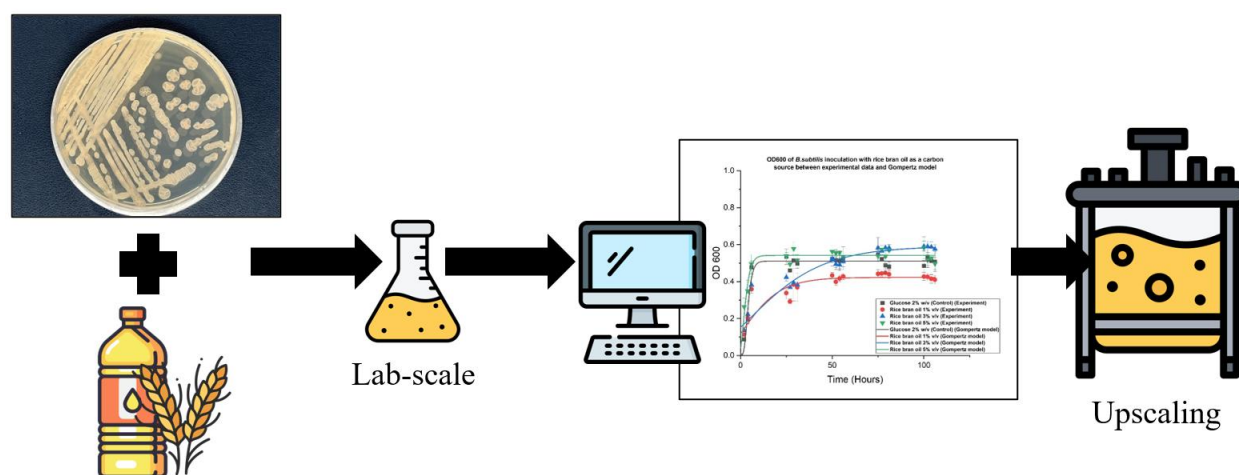 OD600 of B.subtilis inoculation with rice bran oil as a carbon
source between experimental data and Gompertz model
1.0
0.8
0.6
0.4
0.2
0.0
OD 600
0
50
100
Time (Hours)
Glucose 2% w/v (Control) (Experiment)
Rice bran oil 1% v/v (Experiment)
Rice bran oil 3% v/v (Experiment)
Rice bran oil 5% v/v (Experiment)
Glucose 2% w/v (Control) (Gompertz model)
Rice bran oil 1% v/v (Gompertz model)
Rice bran oil 3% v/v (Gompertz model)
Rice bran oil 5% v/v (Gompertz model)
Lab-scale
Upscaling